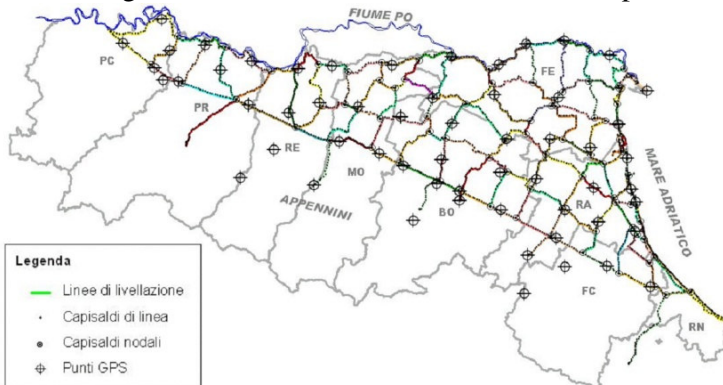 FIUME PO
PC
FE
PR
RE
MO
APPENNINI
BO
RA
MARE ADRIATICO
FC
RN
Legenda
Linee di livellazione
Capisaldi di linea
Capisaldi nodali
Punti GPS